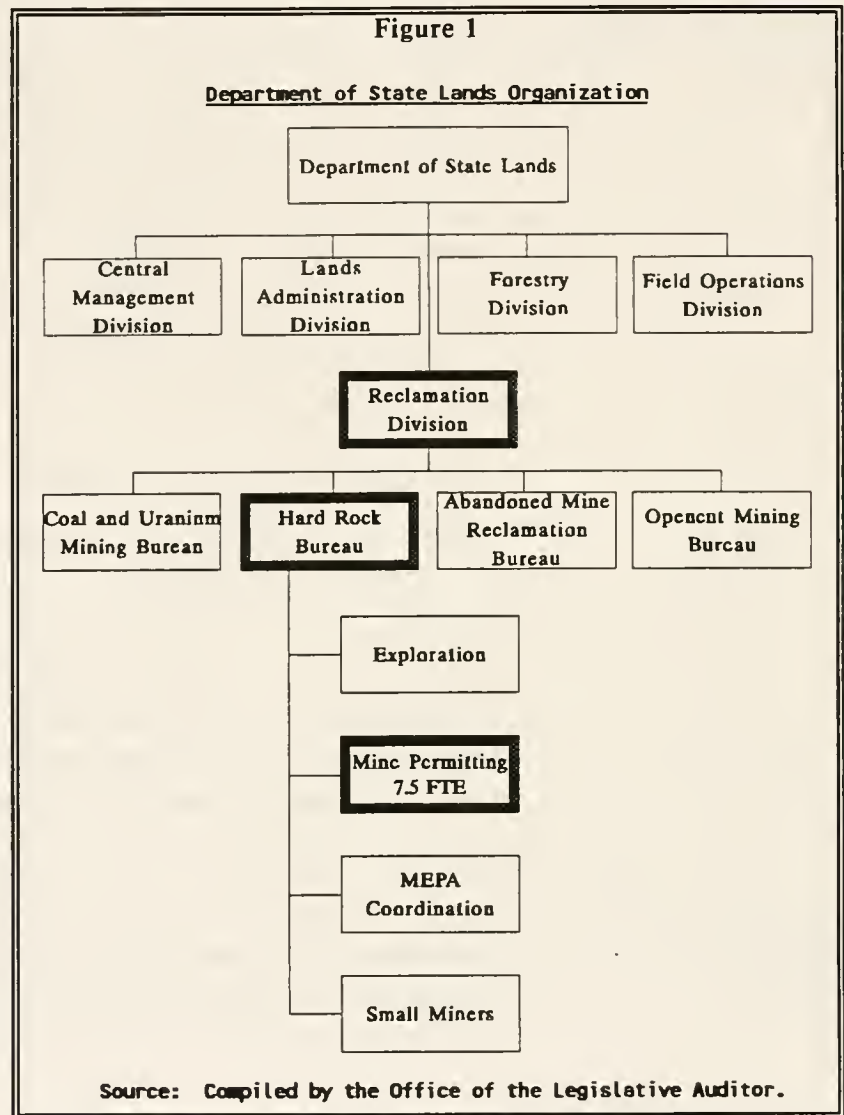 Figure 1
Department of State Lands Organization
Department of State Lands
Central
Management
Division
Lands
Administration
Division
Forestry
Division
Field Operations
Division
Reclamation
Division
Coal and Uranium
Mining Bureau
Hard Rock
Bureau
Abandoned Mine
Reclamation
Bureau
Opencut Mining
Bureau
Exploration
Mine Permitting
7.5 FTE
MEPA
Coordination
Small Miners
Source: Compiled by the Office of the Legislative Auditor.